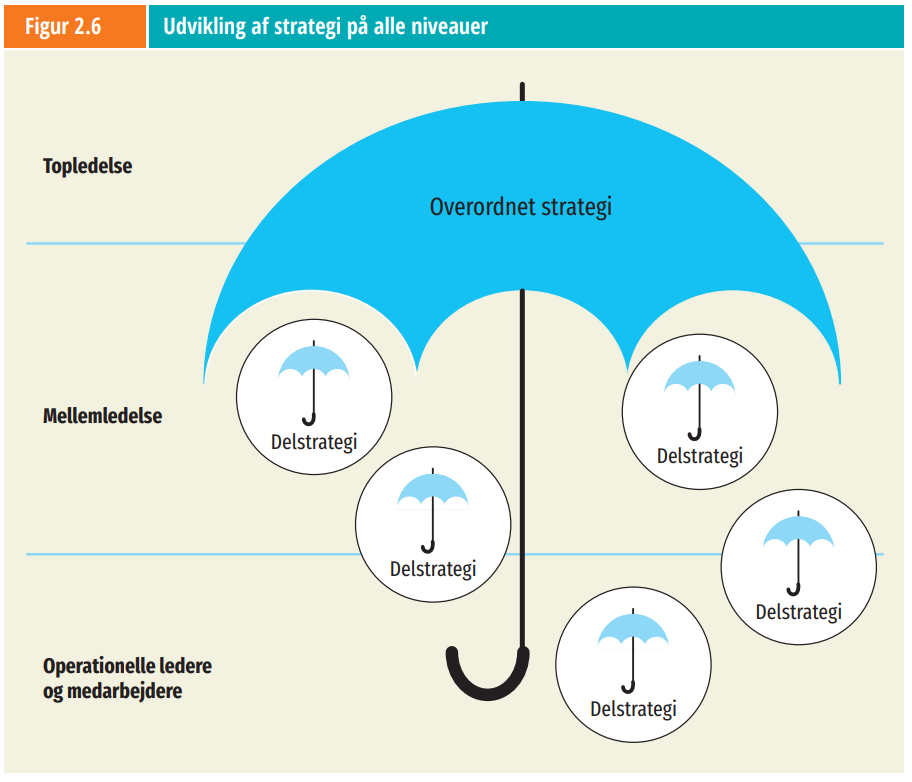 Figur 2.6
Udvikling af strategi på alle niveauer
Topledelse
Overordnet strategi
Mellemledelse
Delstrategi
Delstrategi
Delstrategi
Delstrategi
Operationelle ledere
og medarbejdere
Delstrategi